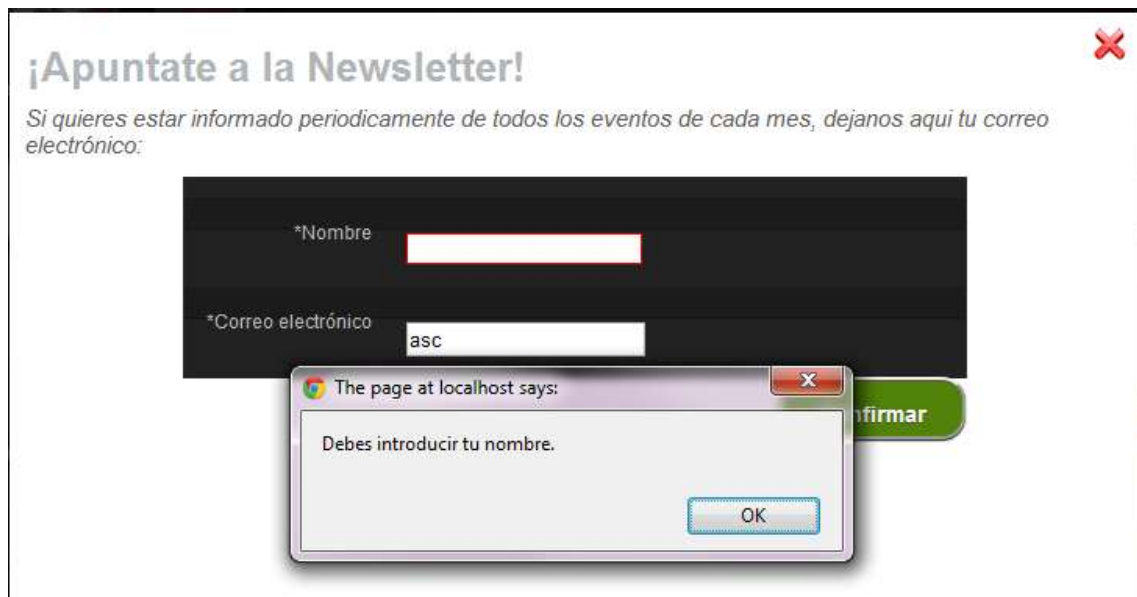 ¡Apuntate a la Newsletter!
Si quieres estar informado periodicamente de todos los eventos de cada mes, dejanos aqui tu correo
electrónico:
*Nombre
*Correo electrónico
asc
The page at localhost says:
nfirmar
Debes introducir tu nombre.
OK